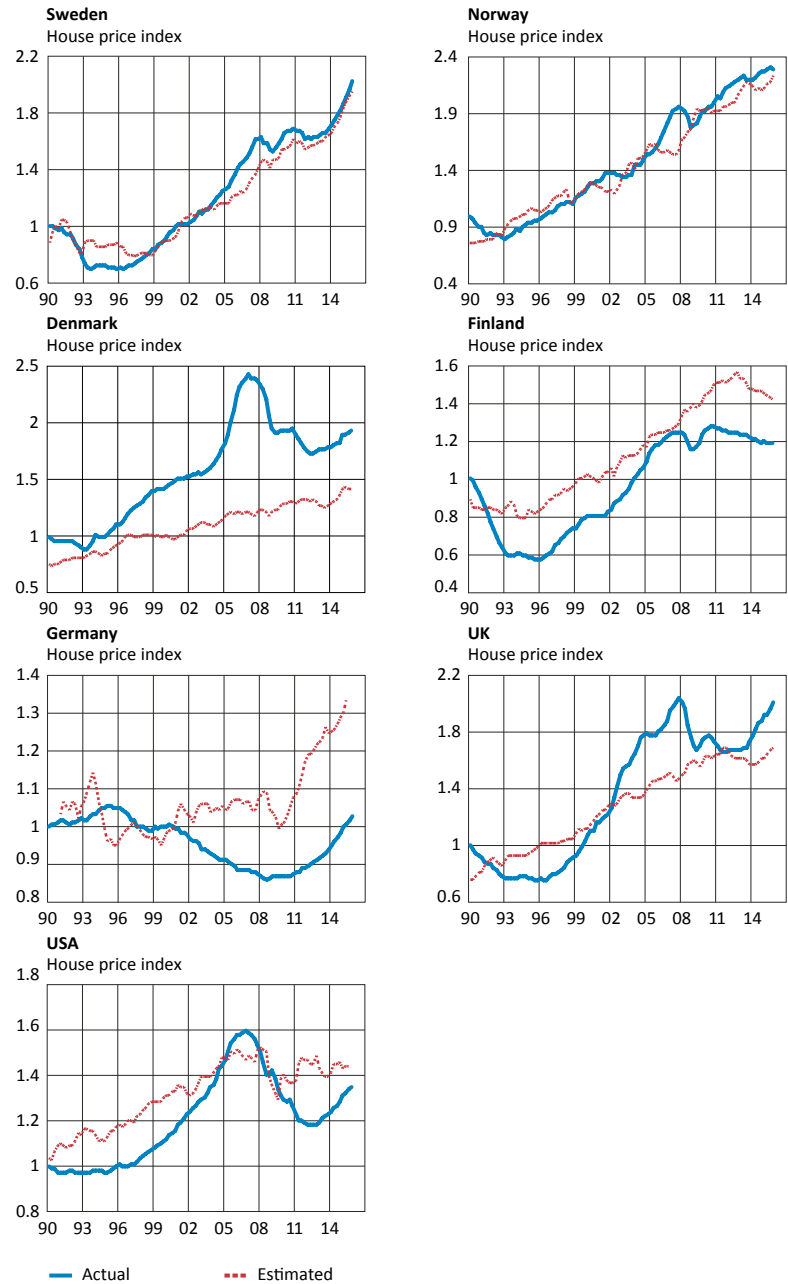 Sweden
House price index
2.2
1.8
1.4
1
0.6
90 93 96 99 02 05 08 11 14
Norway
House price index
2.4
1.9
1.4
0.9
0.4
90 93 96 99 02 05 08 11 14
Denmark
House price index
2.5
2
1.5
1
0.5
90 93 96 99 02 05 08 11 14
Finland
House price index
1.6
1.4
1.2
1
0.8
0.6
0.4
90 93 96 99 02 05 08 11 14
Germany
House price index
1.4
1.3
1.2
1.1
1
0.9
0.8
90 93 96 99 02 05 08 11 14
UK
House price index
2.2
1.8
1.4
1
0.6
90 93 96 99 02 05 08 11 14
USA
House price index
1.8
1.6
1.4
1.2
1
0.8
90 93 96 99 02 05 08 11 14
Actual Estimated